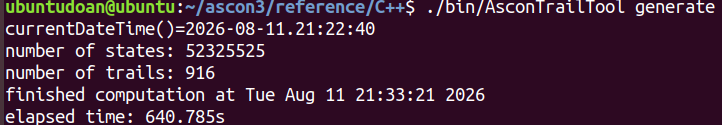 ubuntudoan@ubuntu:~/ascon3/reference/C++$ ./bin/AsconTrailTool generate
currentDateTime()=2026-08-11.21:22:40
number of states: 52325525
number of trails: 916
finished computation at Tue Aug 11 21:33:21 2026
elapsed time: 640.785s